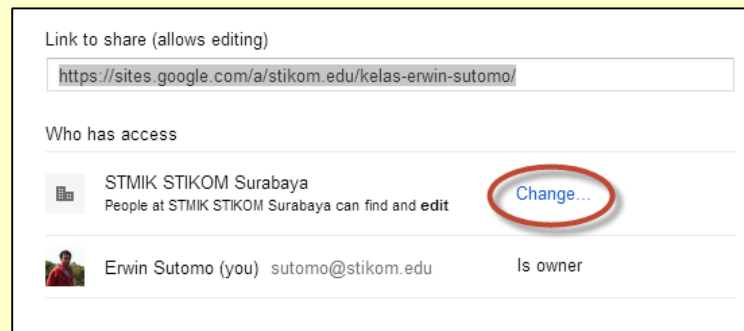 Link to share (allows editing)
https://sites.google.com/a/stikom.edu/kelas-erwin-sutomo/
Who has access
STMIK STIKOM Surabaya
People at STMIK STIKOM Surabaya can find and edit
Change...
Erwin Sutomo (you) sutomo@stikom.edu Is owner